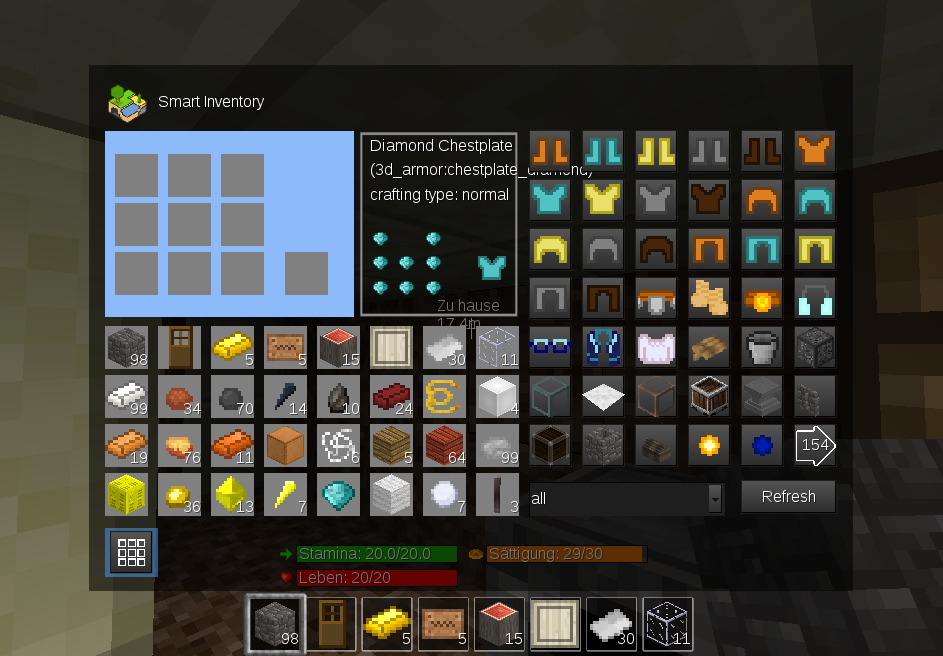 Smart Inventory
Diamond Chestplate
(3d_armor:chestplate_diamond)
crafting type: normal
Zu hause
17.4m
98 5 5 15 30 11
99 34 70 14 10 24 4
19 76 11 6 5 64 99
154
36 13 7 7 3
all
Refresh
Stamina: 20.0/20.0
Sättigung: 29/30
Leben: 20/20
98 5 5 15 30 11